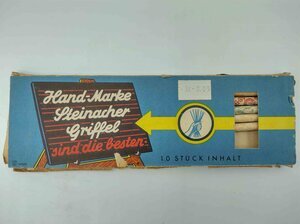 Hand-Marke
Steinacher
Griffel
sind die besten
10 STÜCK INHALT